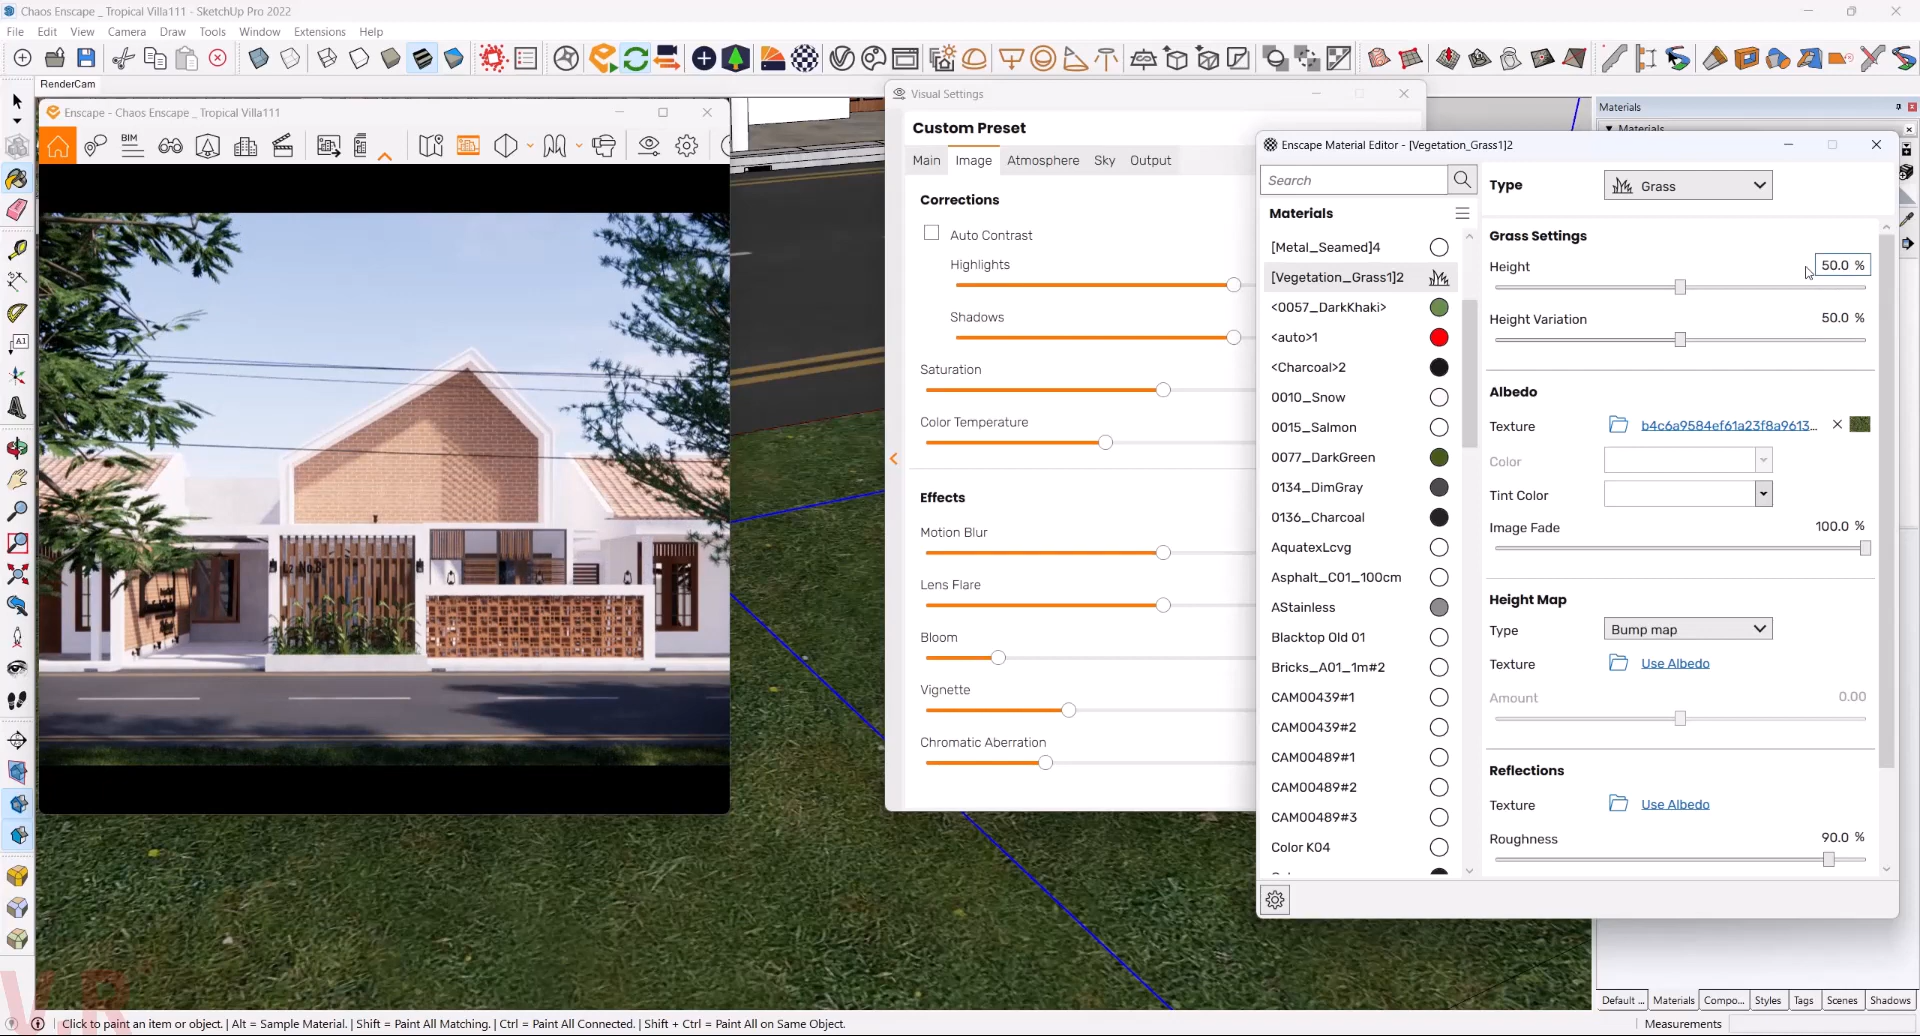 Chaos Enscape _ Tropical Villa111 - SketchUp Pro 2022
File Edit View Camera Draw Tools Window Extensions Help
RenderCam
Enscape - Chaos Enscape _ Tropical Villa111
BIM
L2 No.8
A1
Visual Settings
Custom Preset
Main Image Atmosphere Sky Output
Corrections
Auto Contrast
Highlights
Shadows
Saturation
Color Temperature
Effects
Motion Blur
Lens Flare
Bloom
Vignette
Chromatic Aberration
Materials
Materials
Enscape Material Editor - [Vegetation_Grass1]2
Search
Materials
[Metal_Seamed]4
[Vegetation_Grass1]2
<0057_DarkKhaki>
<auto>1
<Charcoal>2
0010_Snow
0015_Salmon
0077_DarkGreen
0134_DimGray
0136_Charcoal
AquatexLcvg
Asphalt_C01_100cm
AStainless
Blacktop Old 01
Bricks_A01_1m#2
CAM00439#1
CAM00439#2
CAM00489#1
CAM00489#2
CAM00489#3
Color K04
Type Grass
Grass Settings
Height 50.0 %
Height Variation 50.0 %
Albedo
Texture b4c6a9584ef61a23f8a9613...
Color
Tint Color
Image Fade 100.0 %
Height Map
Type Bump map
Texture Use Albedo
Amount 0.00
Reflections
Texture Use Albedo
Roughness 90.0 %
Default ... Materials Compo... Styles Tags Scenes Shadows
V.R
Click to paint an item or object. | Alt = Sample Material. | Shift = Paint All Matching. | Ctrl = Paint All Connected. | Shift + Ctrl = Paint All on Same Object.
Measurements